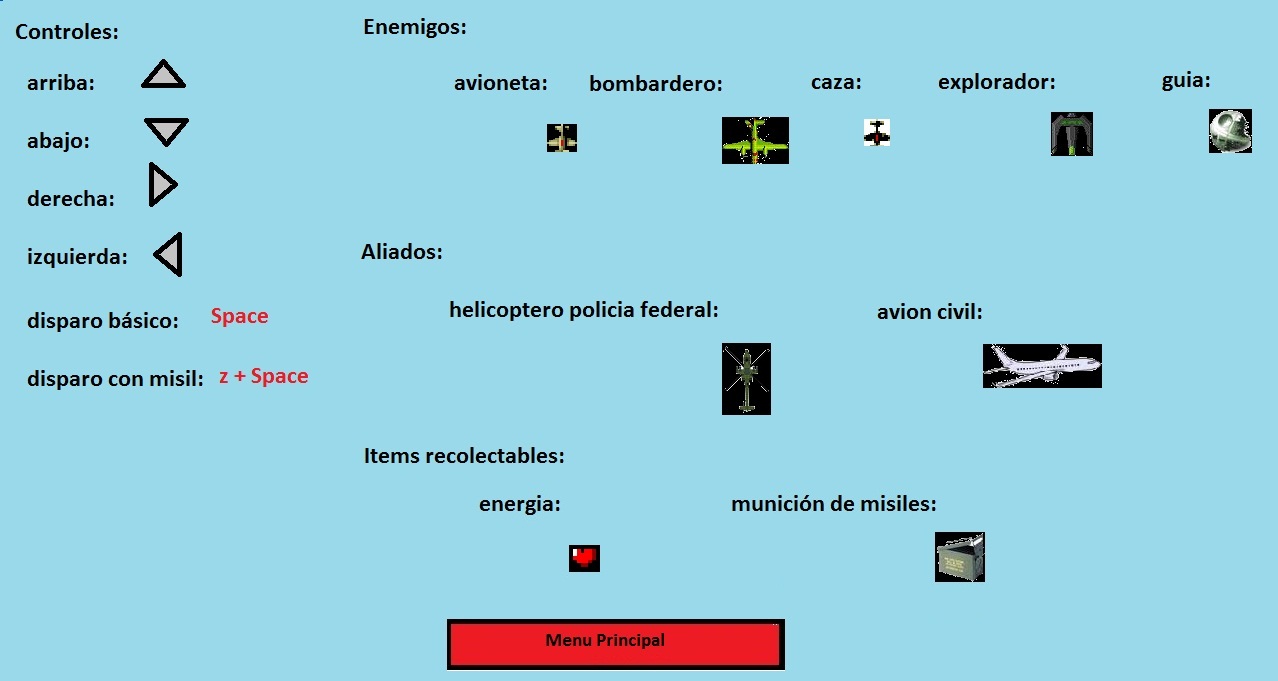 Controles:
arriba:
abajo:
derecha:
izquierda:
disparo básico: Space
disparo con misil: z + Space
Enemigos:
avioneta: bombardero: caza: explorador: guia:
Aliados:
helicoptero policia federal: avion civil:
Items recolectables:
energia: munición de misiles:
Menu Principal